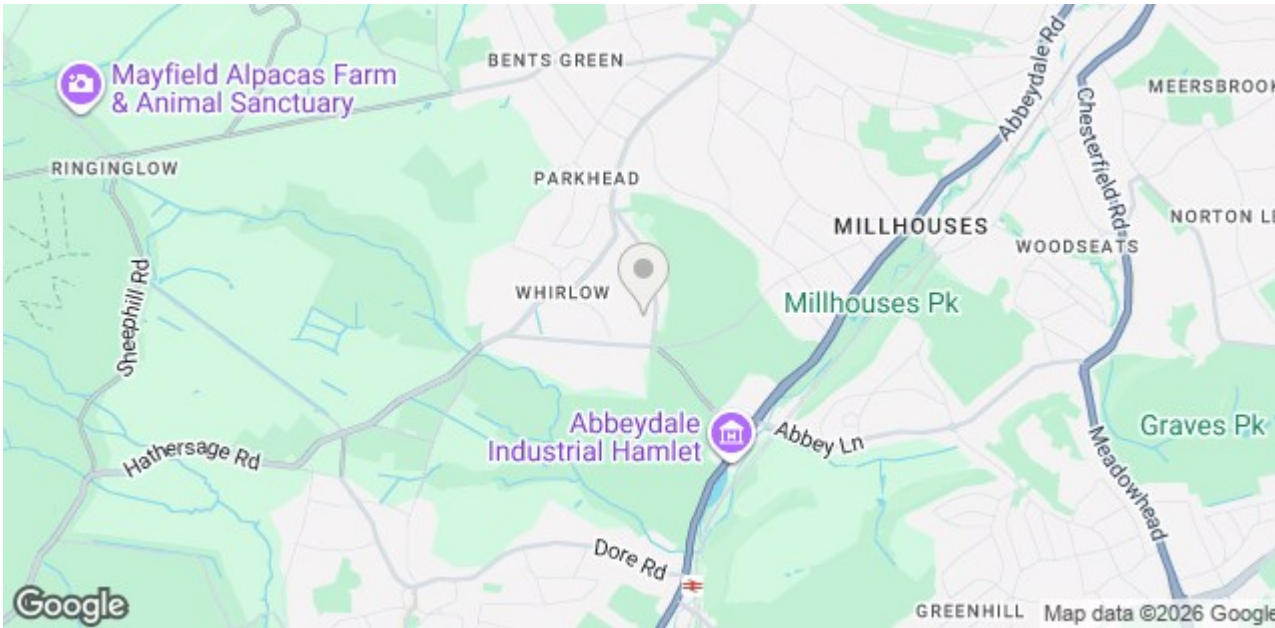 BENTS GREEN
Mayfield Alpacas Farm
& Animal Sanctuary
Abbeydale Rd
Chesterfield Rd
MEERSBROOK
RINGINGLOW
PARKHEAD
MILLHOUSES
NORTON LE
WOODSEATS
Sheephill Rd
WHIRLOW
Millhouses Pk
Abbeydale
Industrial Hamlet
Abbey Ln
Graves Pk
Hathersage Rd
Meadowhead
Dore Rd
Google
GREENHILL
Map data ©2026 Google